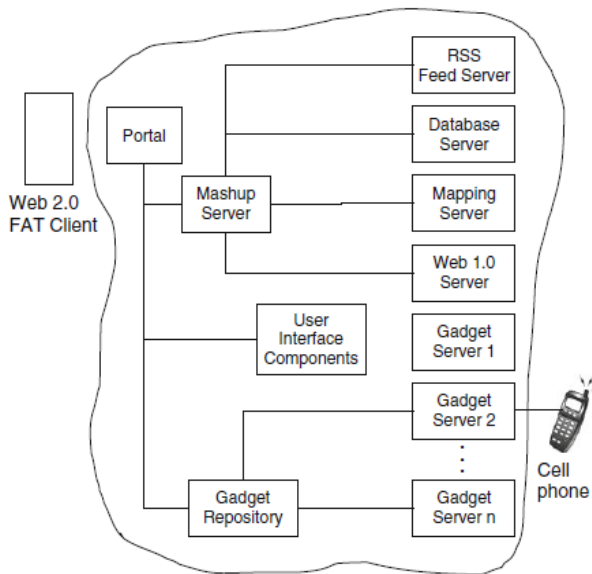 RSS
Feed Server
Portal
Database
Server
Web 2.0
FAT Client
Mashup
Server
Mapping
Server
Web 1.0
Server
User
Interface
Components
Gadget
Server 1
Gadget
Server 2
Cell
phone
Gadget
Repository
Gadget
Server n